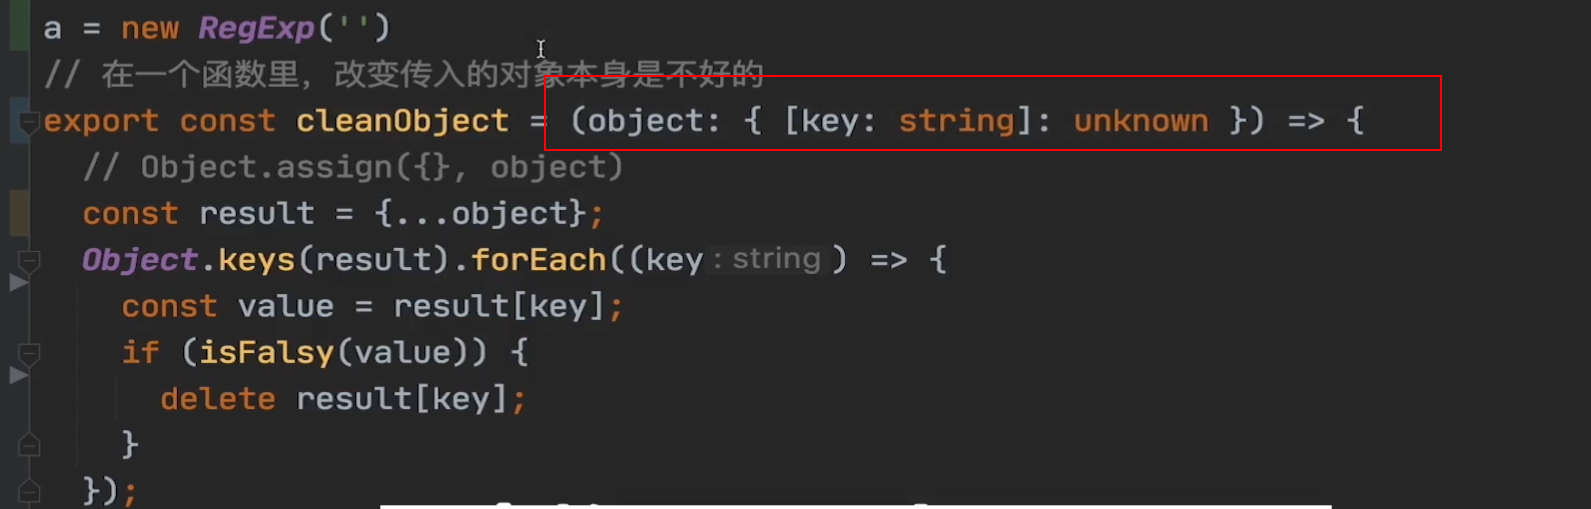 a = new RegExp('')
// 在一个函数里，改变传入的对象本身是不好的
export const cleanObject = (object: { [key: string]: unknown }) => {
// Object.assign({}, object)
const result = {...object};
Object.keys(result).forEach((key : string ) => {
const value = result[key];
if (isFalsy(value)) {
delete result[key];
}
});